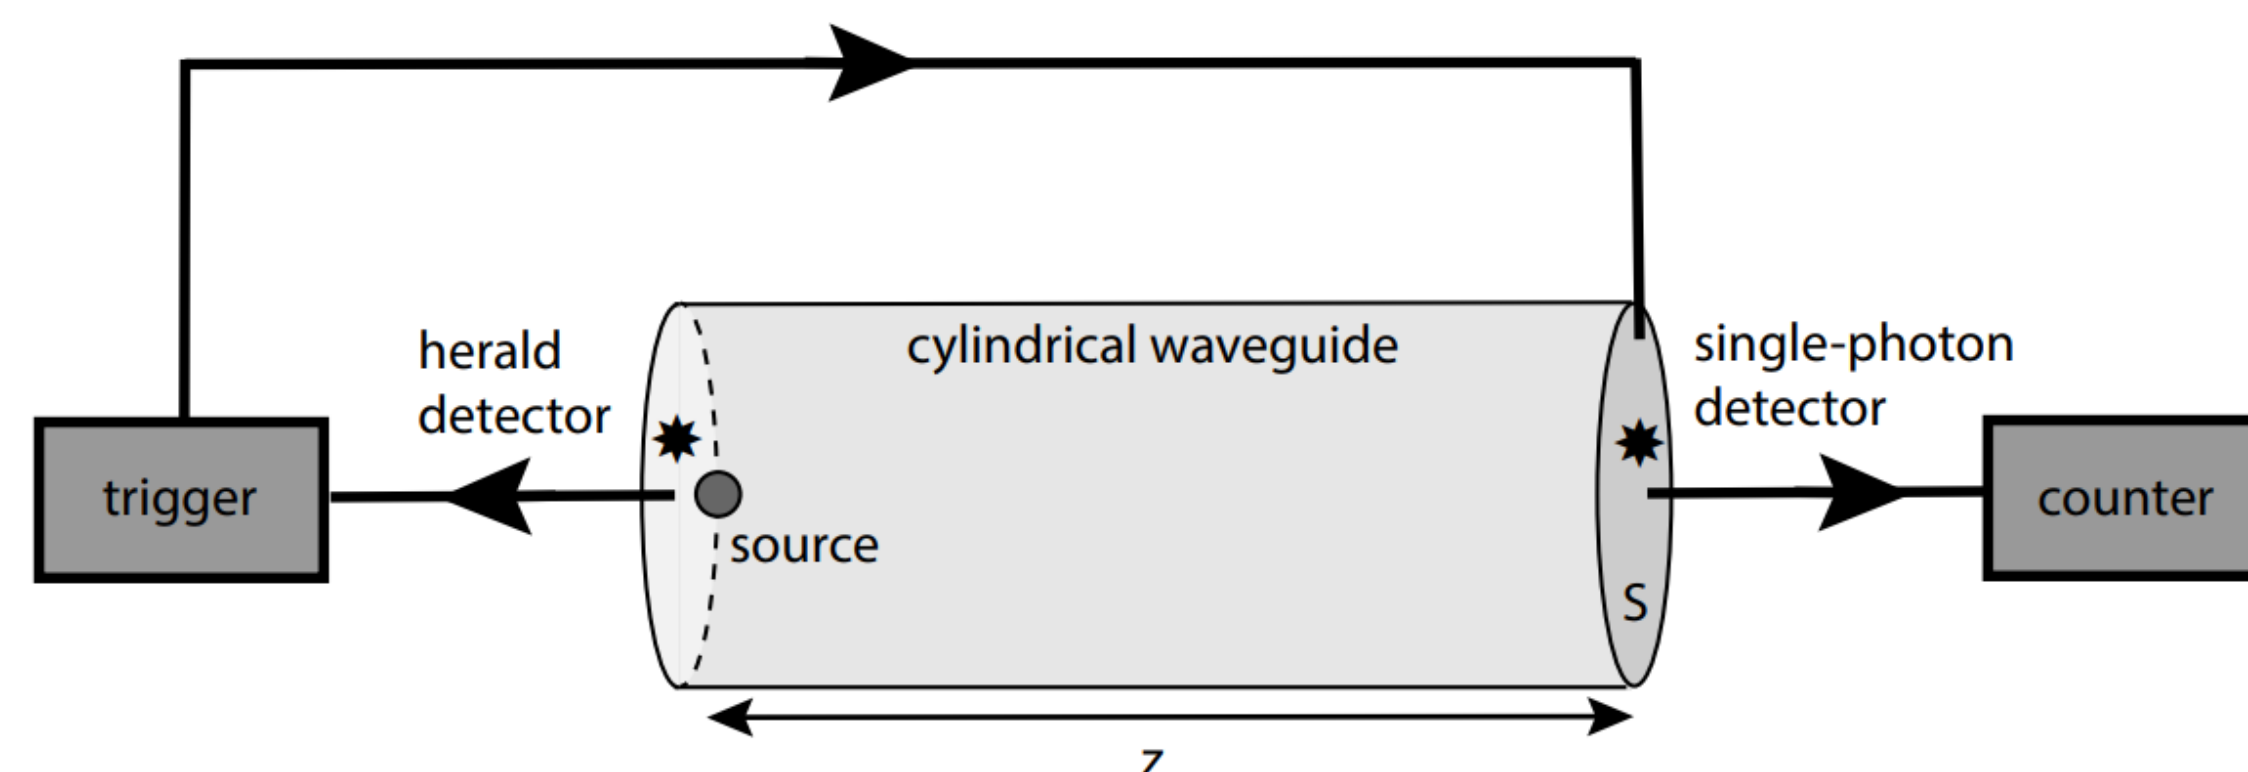 herald
detector
cylindrical waveguide
single-photon
detector
trigger
source
counter
S
z